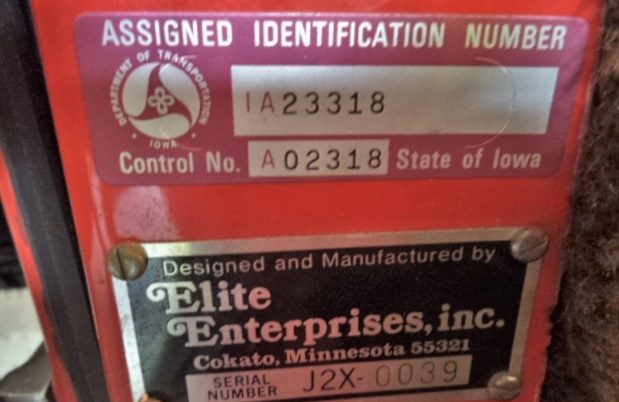 ASSIGNED IDENTIFICATION NUMBER
DEPARTMENT OF TRANSPORTATION
IOWA
IA23318
Control No. A02318 State of Iowa
Designed and Manufactured by
Elite
Enterprises, inc.
Cokato, Minnesota 55321
SERIAL
NUMBER J2X-0039